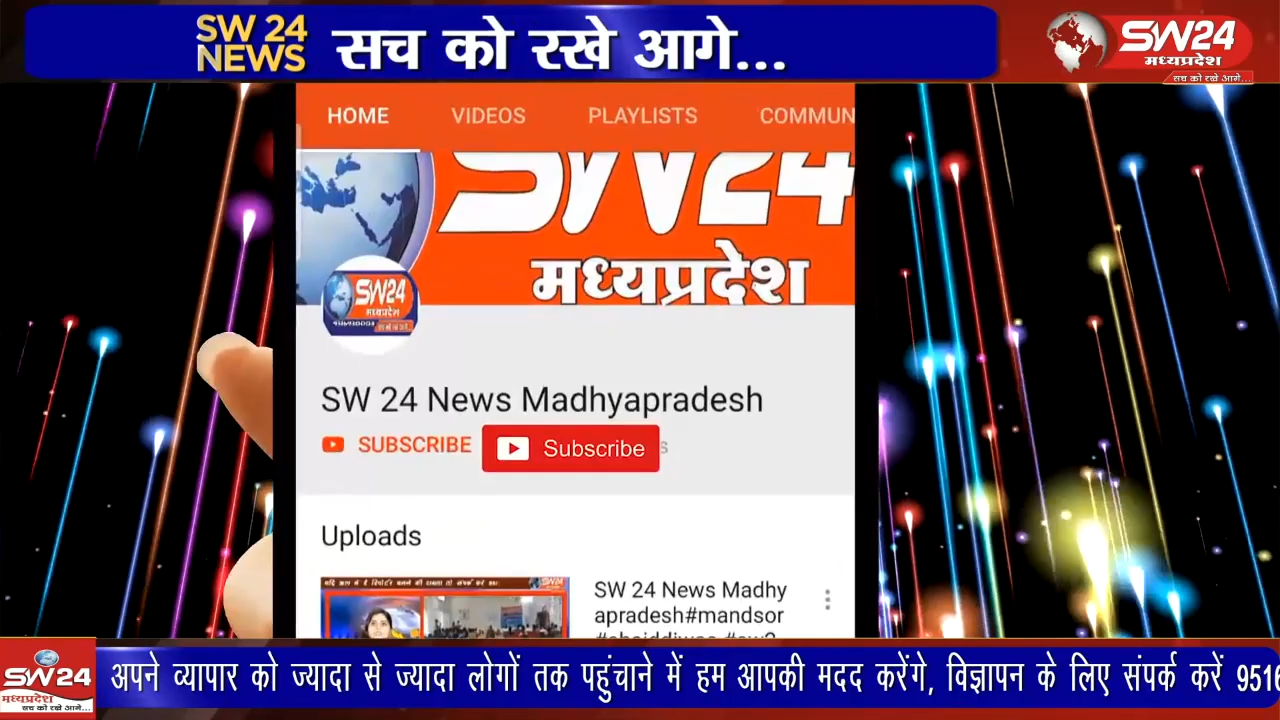 SW 24
NEWS
सच को रखे आगे...
SW24
मध्यप्रदेश
सच को रखे आगे...
HOME VIDEOS PLAYLISTS COMMUN
SW24
मध्यप्रदेश
SW24
मध्यप्रदेश
SW 24 News Madhyapradesh
SUBSCRIBE
Subscribe
Uploads
SW 24 News Madhy
apradesh#mandsor
SW24
मध्यप्रदेश
सच को रखे आगे...
अपने व्यापार को ज्यादा से ज्यादा लोगों तक पहुंचाने में हम आपकी मदद करेंगे, विज्ञापन के लिए संपर्क करें 9516